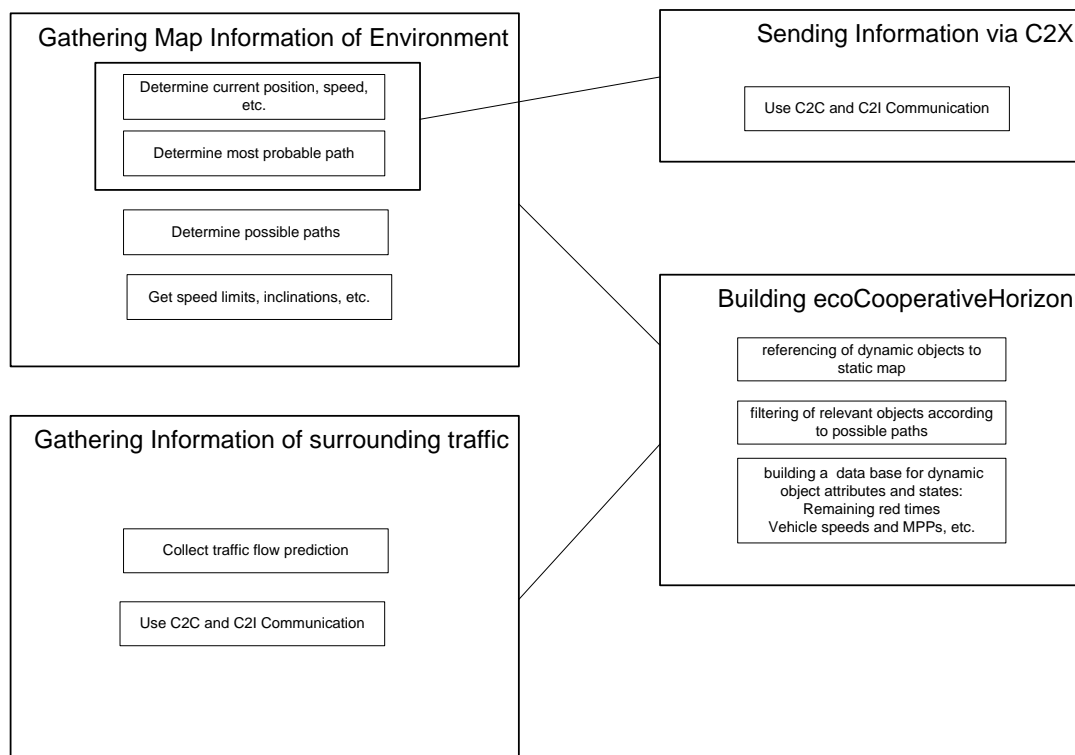 Gathering Map Information of Environment
Determine current position, speed,
etc.
Determine most probable path
Determine possible paths
Get speed limits, inclinations, etc.
Sending Information via C2X
Use C2C and C2I Communication
Building ecoCooperativeHorizon
referencing of dynamic objects to
static map
filtering of relevant objects according
to possible paths
building a data base for dynamic
object attributes and states:
Remaining red times
Vehicle speeds and MPPs, etc.
Gathering Information of surrounding traffic
Collect traffic flow prediction
Use C2C and C2I Communication